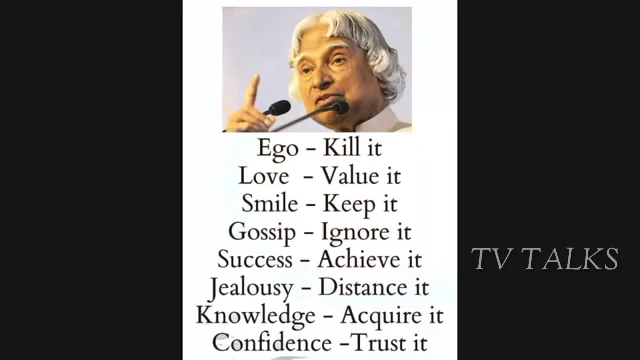 Ego - Kill it
Love - Value it
Smile - Keep it
Gossip - Ignore it
Success - Achieve it
Jealousy - Distance it
Knowledge - Acquire it
Confidence -Trust it
TV TALKS